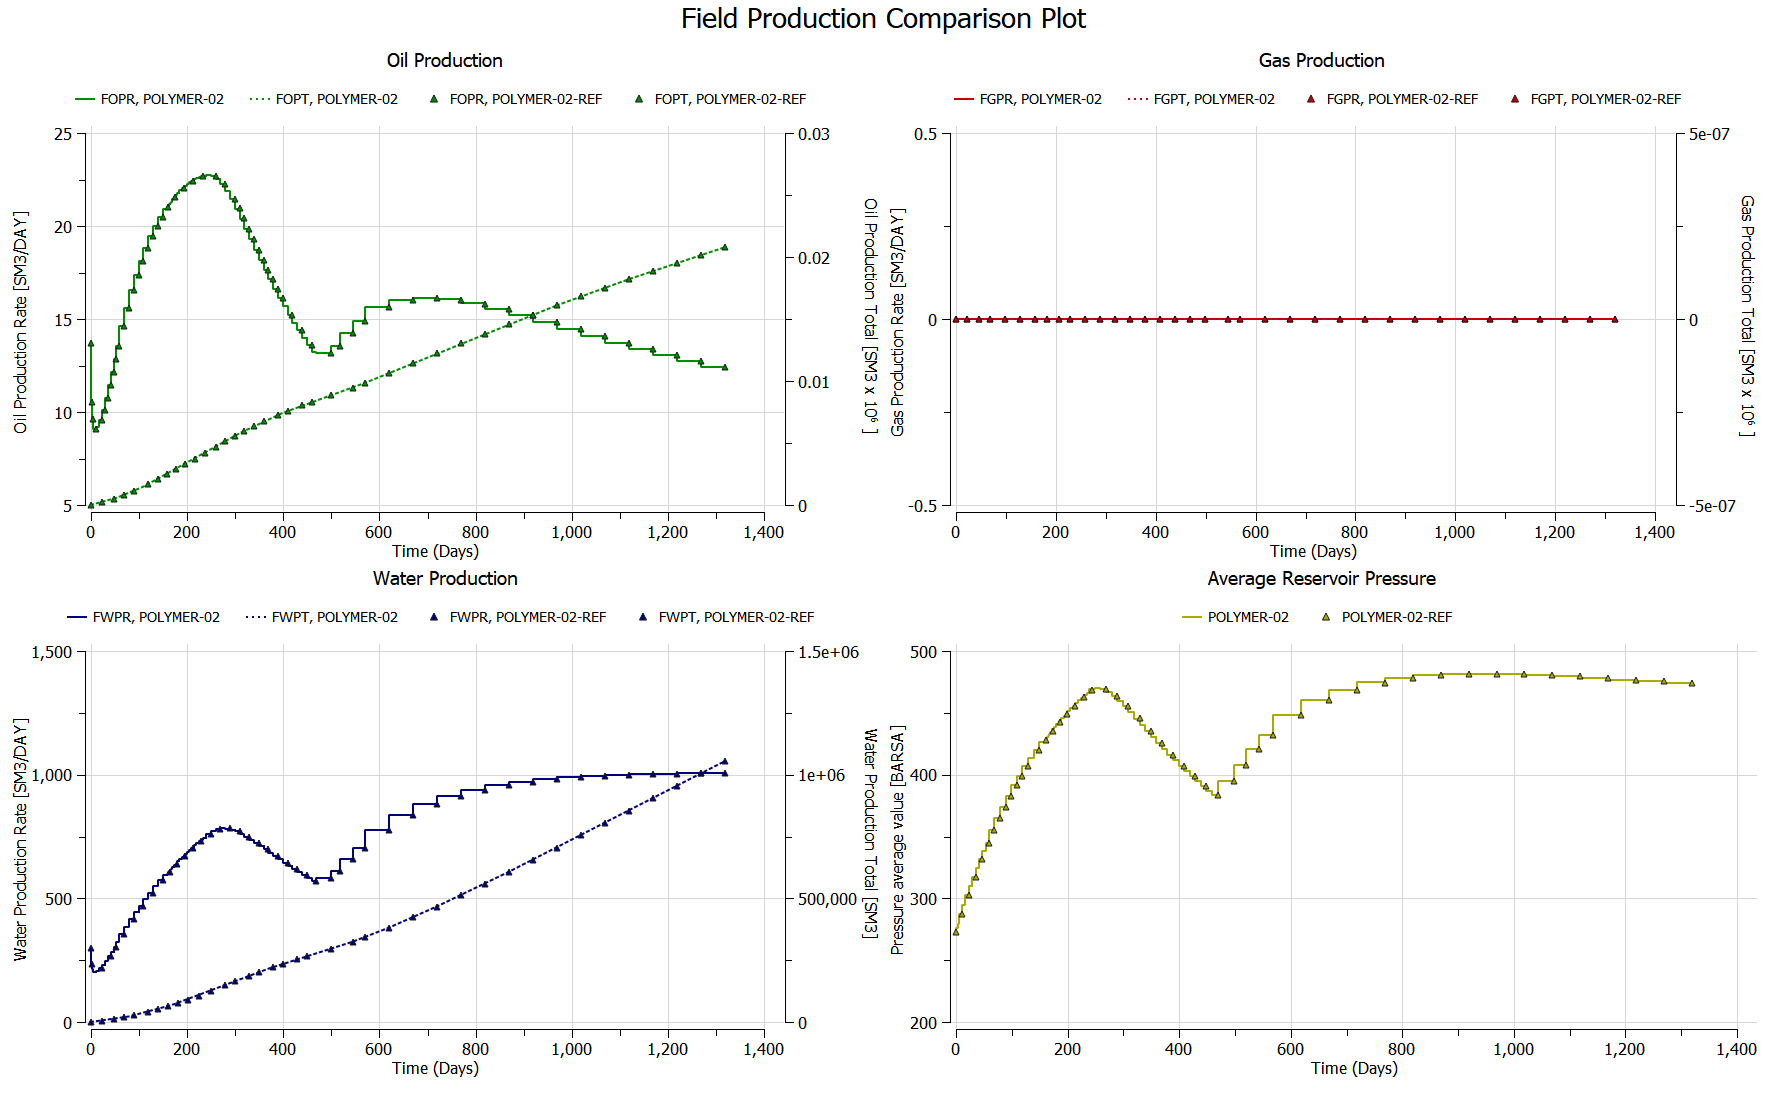 Field Production Comparison Plot
Oil Production
FOPR, POLYMER-02 FOPT, POLYMER-02 FOPR, POLYMER-02-REF FOPT, POLYMER-02-REF
25
20
15
10
5
Oil Production Rate [SM3/DAY]
0.03
0.02
0.01
0
Oil Production Total [SM3 x 10⁶ ]
0 200 400 600 800 1,000 1,200 1,400
Time (Days)
Gas Production
FGPR, POLYMER-02 FGPT, POLYMER-02 FGPR, POLYMER-02-REF FGPT, POLYMER-02-REF
0.5
0
-0.5
Gas Production Rate [SM3/DAY]
5e-07
0
-5e-07
Gas Production Total [SM3 x 10⁶ ]
0 200 400 600 800 1,000 1,200 1,400
Time (Days)
Water Production
FWPR, POLYMER-02 FWPT, POLYMER-02 FWPR, POLYMER-02-REF FWPT, POLYMER-02-REF
1,500
1,000
500
0
Water Production Rate [SM3/DAY]
1.5e+06
1e+06
500,000
0
Water Production Total [SM3]
0 200 400 600 800 1,000 1,200 1,400
Time (Days)
Average Reservoir Pressure
POLYMER-02 POLYMER-02-REF
500
400
300
200
Pressure average value [BARSA]
0 200 400 600 800 1,000 1,200 1,400
Time (Days)